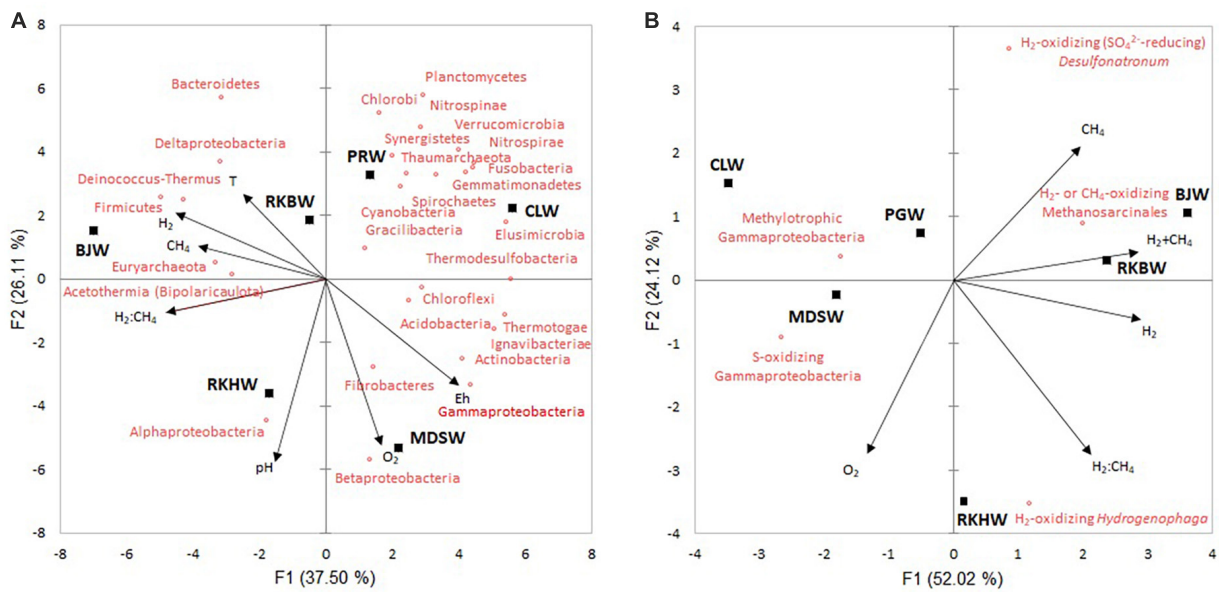 A
F2 (26.11 %)
8
6
4
2
0
-2
-4
-6
-8
-8
-6
-4
-2
0
2
4
6
8
F1 (37.50 %)
Bacteroidetes
Planctomycetes
Chlorobi
Nitrospinae
Verrucomicrobia
Deltaproteobacteria
Synergistetes
Nitrospirae
PRW
Thaumarchaeota
Fusobacteria
Deinococcus-Thermus
T
Gemmatimonadetes
Firmicutes
RKBW
Spirochaetes
H₂
Cyanobacteria
CLW
BJW
CH₄
Gracilibacteria
Elusimicrobia
Euryarchaeota
Thermodesulfobacteria
Acetothermia (Bipolaricaulota)
Chloroflexi
H₂:CH₄
Acidobacteria
Thermotogae
Ignavibacteriae
Actinobacteria
RKHW
Fibrobacteres
Eh
Gammaproteobacteria
Alphaproteobacteria
MDSW
O₂
pH
Betaproteobacteria
B
F2 (24.12 %)
4
3
2
1
0
-1
-2
-3
-4
-4
-3
-2
-1
0
1
2
3
4
F1 (52.02 %)
H₂-oxidizing (SO₄²⁻-reducing)
Desulfonatronum
CH₄
CLW
H₂- or CH₄-oxidizing
Methanosarcinales
BJW
PGW
Methylotrophic
Gammaproteobacteria
H₂+CH₄
RKBW
MDSW
H₂
S-oxidizing
Gammaproteobacteria
O₂
H₂:CH₄
RKHW
H₂-oxidizing Hydrogenophaga